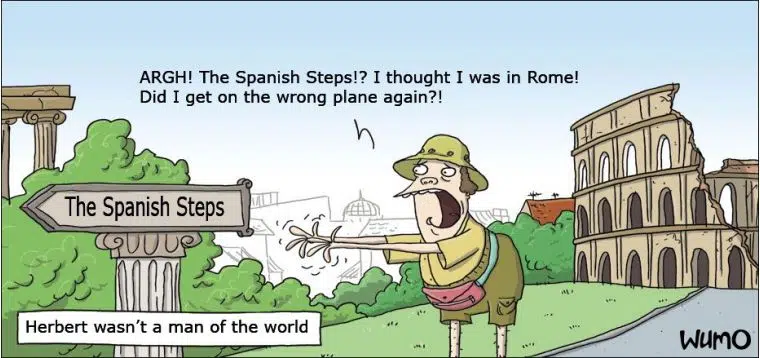 ARGH! The Spanish Steps!? I thought I was in Rome!
Did I get on the wrong plane again?!
The Spanish Steps
Herbert wasn't a man of the world
WUMO